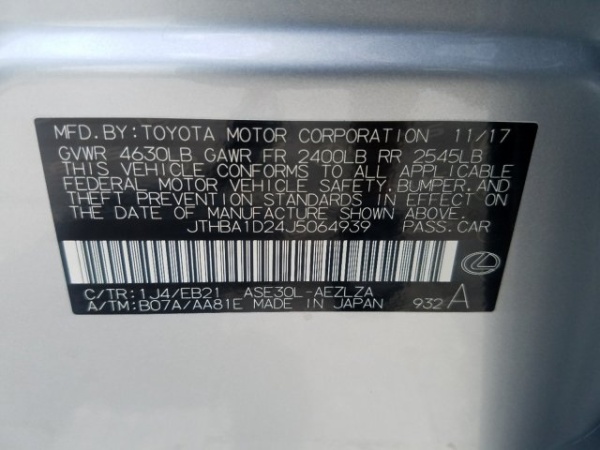 MFD.BY:TOYOTA MOTOR CORPORATION 11/17
GVWR 4630LB GAWR FR 2400LB RR 2545LB
THIS VEHICLE CONFORMS TO ALL APPLICABLE
FEDERAL MOTOR VEHICLE SAFETY,BUMPER,AND
THEFT PREVENTION STANDARDS IN EFFECT ON
THE DATE OF MANUFACTURE SHOWN ABOVE.
JTHBA1D24J5064939 PASS.CAR
C/TR:1J4/EB21 ASE30L-AEZLZA
A/TM:B07A/AA81E MADE IN JAPAN 932 A